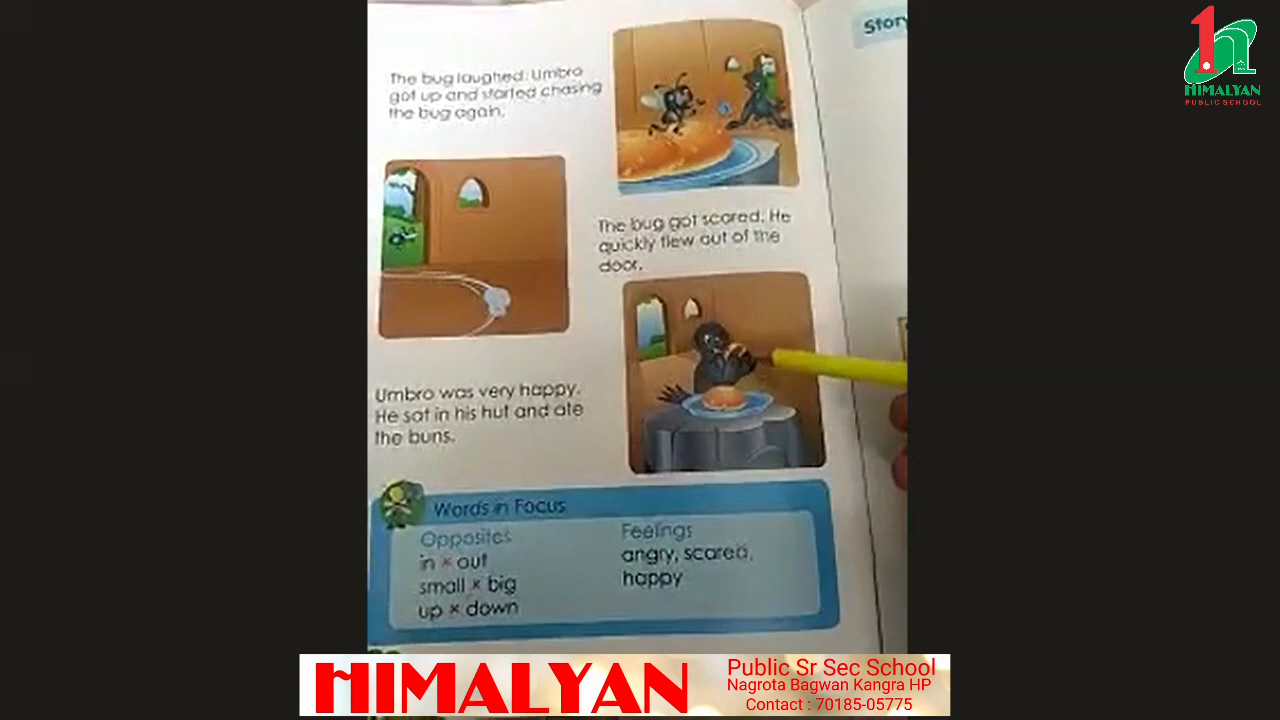 Story
HIMALYAN
PUBLIC SCHOOL
The bug laughed. Umbro
got up and started chasing
the bug again.
The bug got scared. He
quickly flew out of the
door.
Umbro was very happy.
He sat in his hut and ate
the buns.
Words in Focus
Opposites
in × out
small × big
up × down
Feelings
angry, scared,
happy
HIMALYAN
Public Sr Sec School
Nagrota Bagwan Kangra HP
Contact : 70185-05775